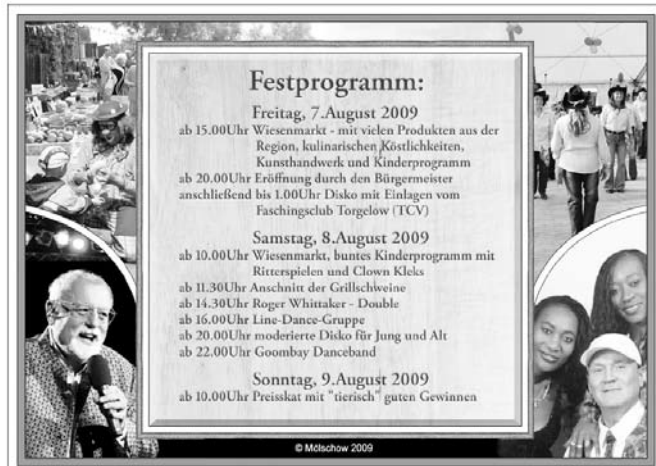 Festprogramm:
Freitag, 7.August 2009
ab 15.00Uhr Wiesenmarkt - mit vielen Produkten aus der
Region, kulinarischen Köstlichkeiten,
Kunsthandwerk und Kinderprogramm
ab 20.00Uhr Eröffnung durch den Bürgermeister
anschließend bis 1.00Uhr Disko mit Einlagen vom
Faschingsclub Torgelow (TCV)
Samstag, 8.August 2009
ab 10.00Uhr Wiesenmarkt, buntes Kinderprogramm mit
Ritterspielen und Clown Kleks
ab 11.30Uhr Anschnitt der Grillschweine
ab 14.30Uhr Roger Whittaker - Double
ab 16.00Uhr Line-Dance-Gruppe
ab 20.00Uhr moderierte Disko für Jung und Alt
ab 22.00Uhr Goombay Danceband
Sonntag, 9.August 2009
ab 10.00Uhr Preisskat mit "tierisch" guten Gewinnen
© Mölschow 2009